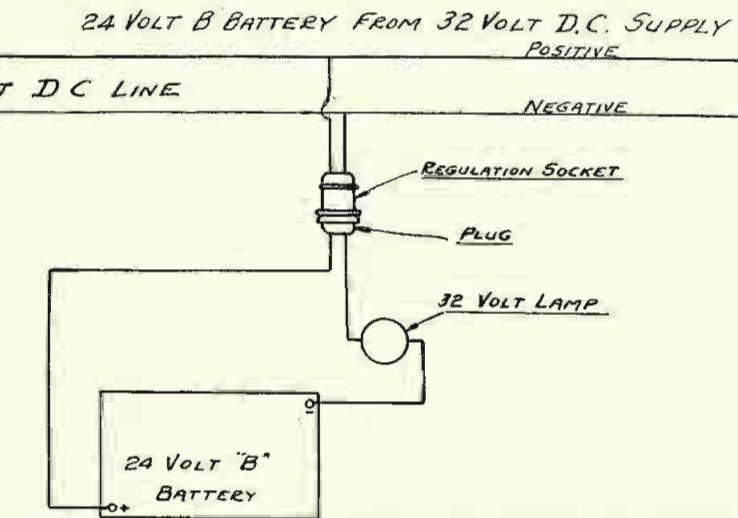 24 VOLT B BATTERY FROM 32 VOLT D.C. SUPPLY
POSITIVE
T D C LINE
NEGATIVE
REGULATION SOCKET
PLUG
32 VOLT LAMP
-
24 VOLT "B"
BATTERY
+